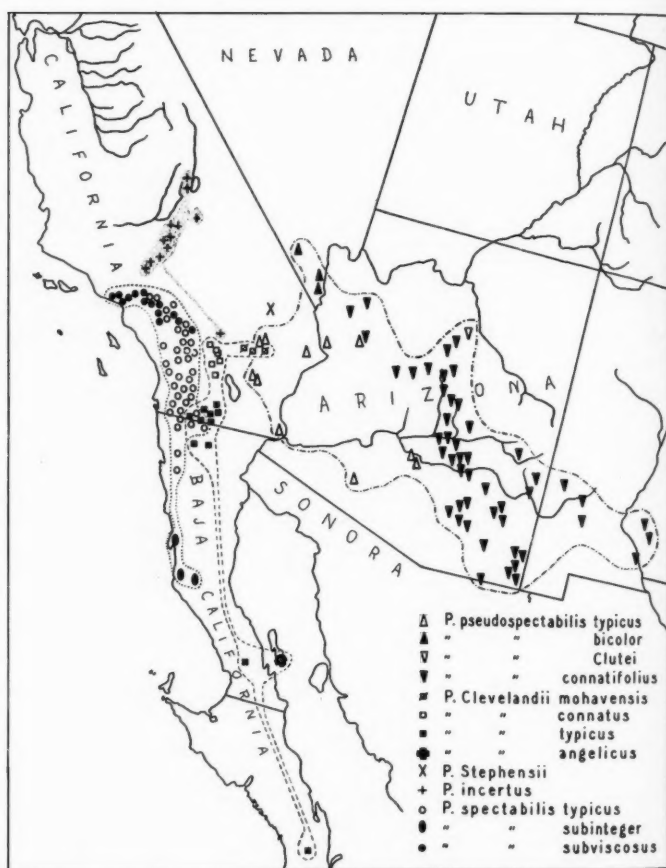 NEVADA
UTAH
CALIFORNIA
ARIZONA
SONORA
BAJA CALIFORNIA
P. pseudospectabilis typicus
" " bicolor
" " Clutei
" " connatifolius
P. Clevelandii mohavensis
" " connatus
" " typicus
" " angelicus
X P. Stephensii
+ P. incertus
P. spectabilis typicus
" " subinteger
" " subviscosus
X